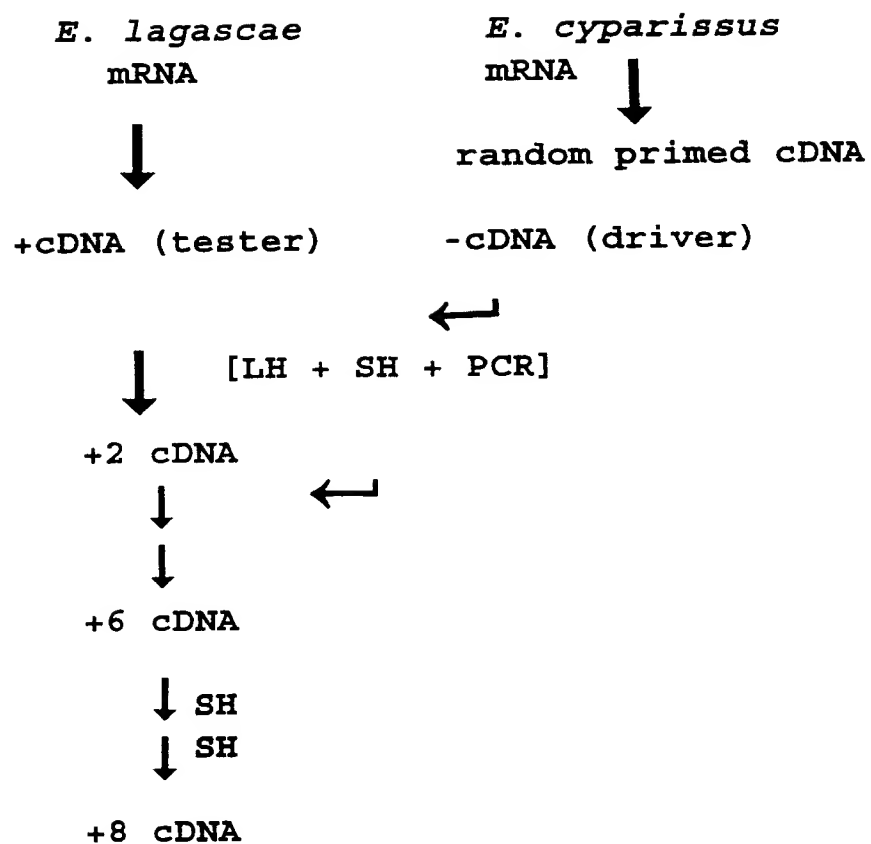 E. lagascae
mRNA
E. cyparissus
mRNA
random primed cDNA
+cDNA (tester)
-cDNA (driver)
[LH + SH + PCR]
+2 cDNA
+6 cDNA
SH
SH
+8 cDNA